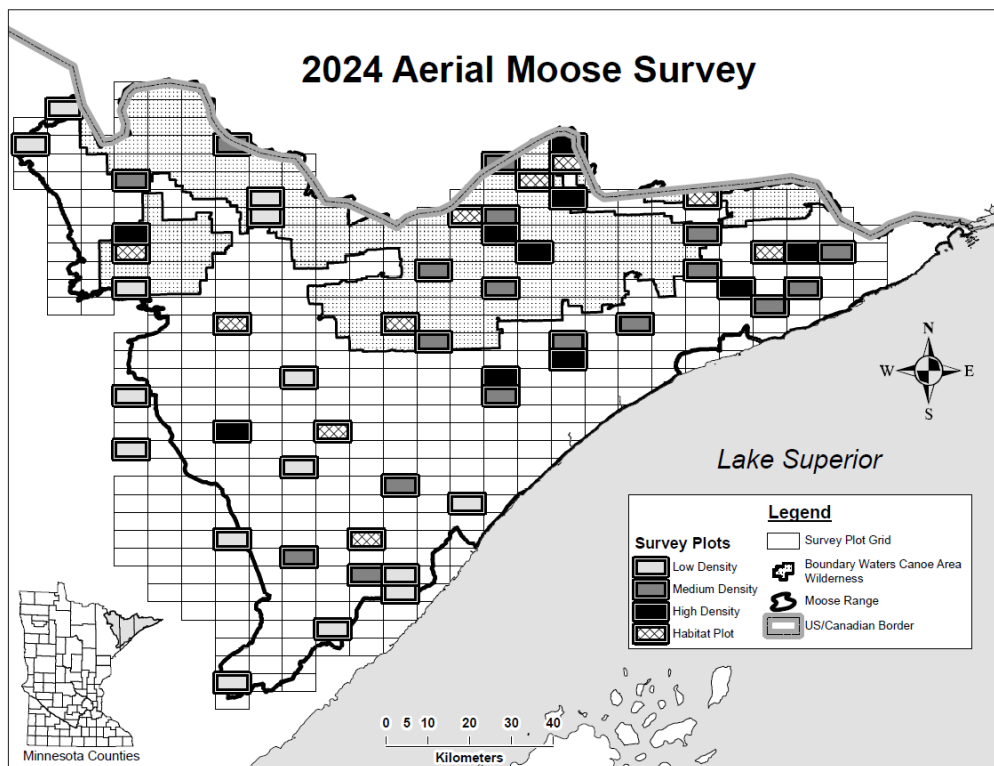 2024 Aerial Moose Survey
N
W
E
S
Lake Superior
Legend
Survey Plots
Low Density
Medium Density
High Density
Habitat Plot
Survey Plot Grid
Boundary Waters Canoe Area
Wilderness
Moose Range
US/Canadian Border
0 5 10 20 30 40
Kilometers
Minnesota Counties